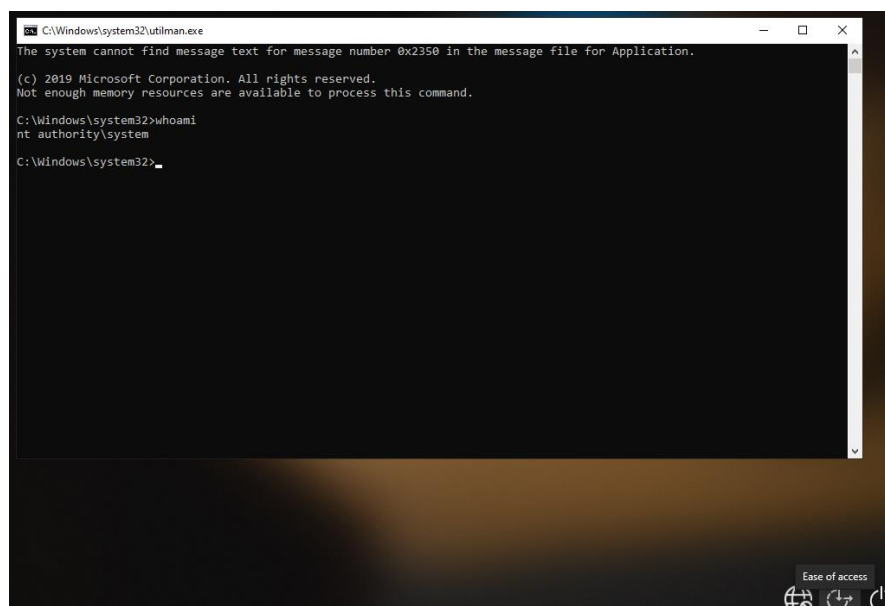 C:\Windows\system32\utilman.exe
The system cannot find message text for message number 0x2350 in the message file for Application.
(c) 2019 Microsoft Corporation. All rights reserved.
Not enough memory resources are available to process this command.
C:\Windows\system32>whoami
nt authority\system
C:\Windows\system32>
Ease of access